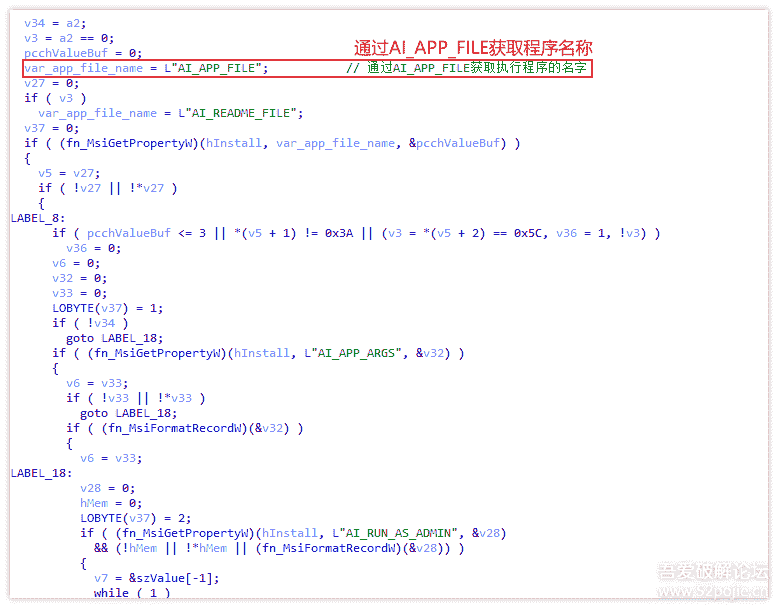 v34 = a2;
v3 = a2 == 0;
通过AI_APP_FILE获取程序名称
pcchValueBuf = 0;
var_app_file_name = L"AI_APP_FILE"; // 通过AI_APP_FILE获取执行程序的名字
v27 = 0;
if ( v3 )
var_app_file_name = L"AI_README_FILE";
v37 = 0;
if ( (fn_MsiGetPropertyW)(hInstall, var_app_file_name, &pcchValueBuf) )
{
v5 = v27;
if ( !v27 || !*v27 )
{
LABEL_8:
if ( pcchValueBuf <= 3 || *(v5 + 1) != 0x3A || (v3 = *(v5 + 2) == 0x5C, v36 = 1, !v3) )
v36 = 0;
v6 = 0;
v32 = 0;
v33 = 0;
LOBYTE(v37) = 1;
if ( !v34 )
goto LABEL_18;
if ( (fn_MsiGetPropertyW)(hInstall, L"AI_APP_ARGS", &v32) )
{
v6 = v33;
if ( !v33 || !*v33 )
goto LABEL_18;
if ( (fn_MsiFormatRecordW)(&v32) )
{
v6 = v33;
LABEL_18:
v28 = 0;
hMem = 0;
LOBYTE(v37) = 2;
if ( (fn_MsiGetPropertyW)(hInstall, L"AI_RUN_AS_ADMIN", &v28)
&& (!hMem || !*hMem || (fn_MsiFormatRecordW)(&v28)) )
{
v7 = &szValue[-1];
while ( 1 )
吾爱破解论坛
www.52pojie.cn